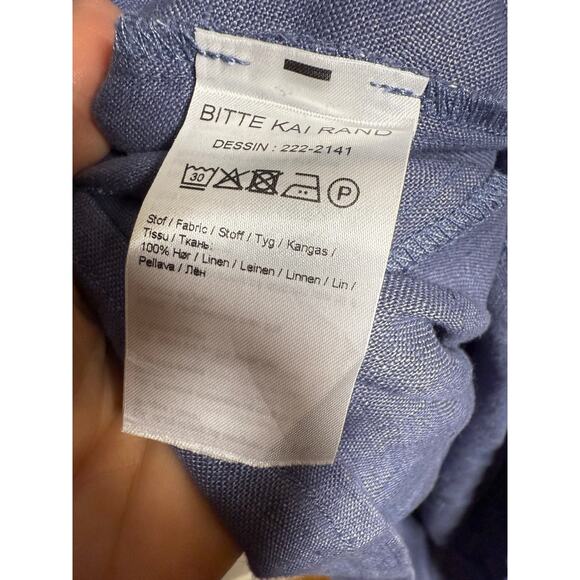 BITTE KAI RAND
DESSIN : 222-2141
30 P
Stof / Fabric / Stoff / Tyg / Kangas /
Tissu / Ткань:
100% Hør / Linen / Leinen / Linnen / Lin /
Pellava / Лён